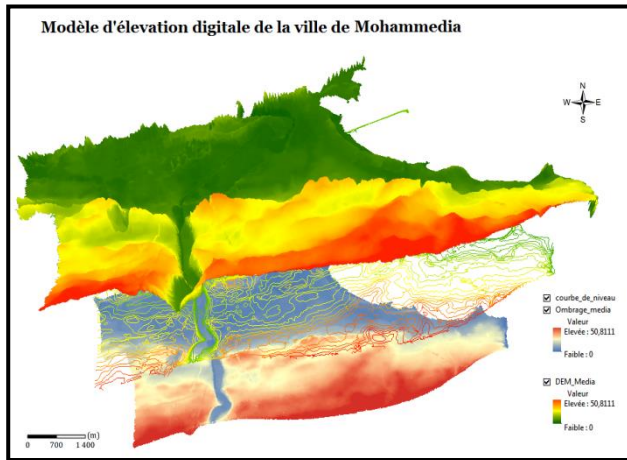 Modèle d'élevation digitale de la ville de Mohammedia
N
W E
S
courbe_de_niveau
Ombrage_media
Valeur
Elevée : 50,8111
Faible : 0
DEM_Media
Valeur
Elevée : 50,8111
Faible : 0
(m)
0 700 1 400